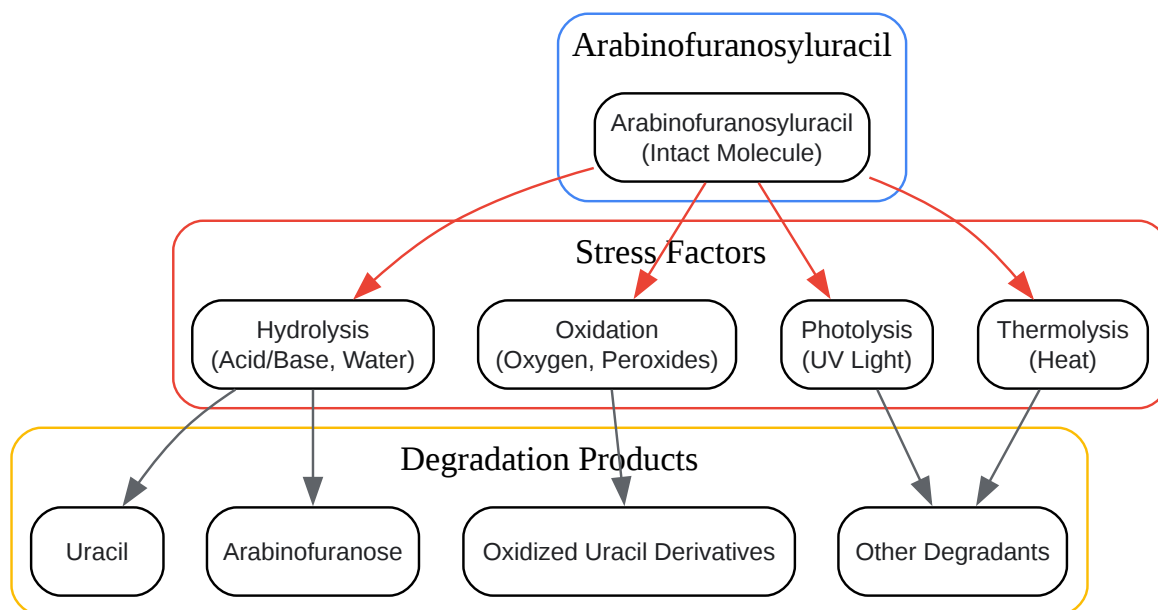 Arabinofuranosyluracil
Arabinofuranosyluracil
(Intact Molecule)
Stress Factors
Hydrolysis
(Acid/Base, Water)
Oxidation
(Oxygen, Peroxides)
Photolysis
(UV Light)
Thermolysis
(Heat)
Degradation Products
Uracil
Arabinofuranose
Oxidized Uracil Derivatives
Other Degradants